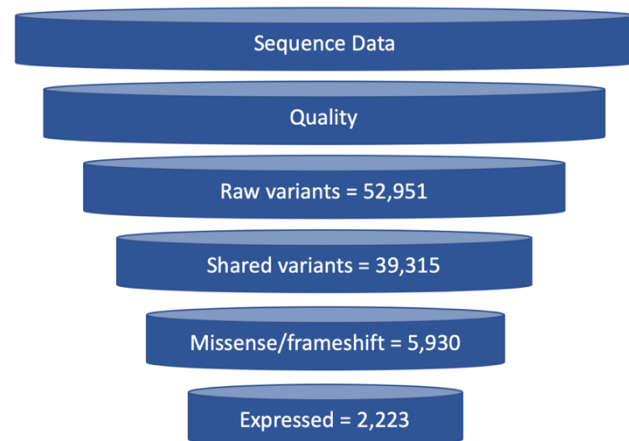 Sequence Data
Quality
Raw variants = 52,951
Shared variants = 39,315
Missense/frameshift = 5,930
Expressed = 2,223